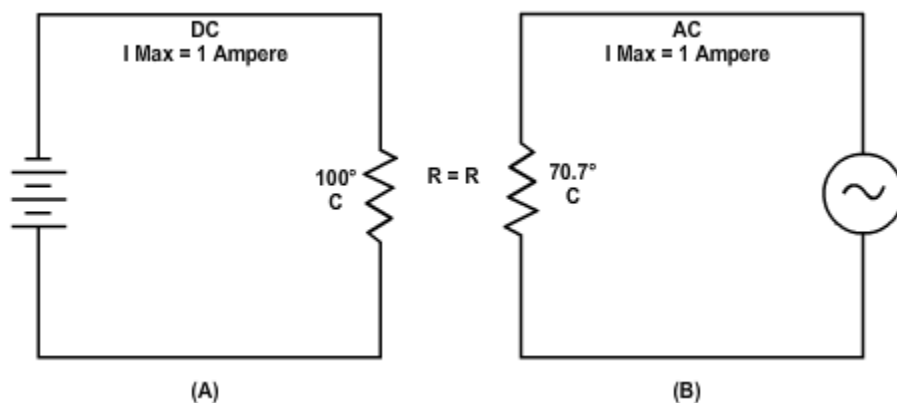 DC
I Max = 1 Ampere
100°
C
R = R
AC
I Max = 1 Ampere
70.7°
C
(A)
(B)